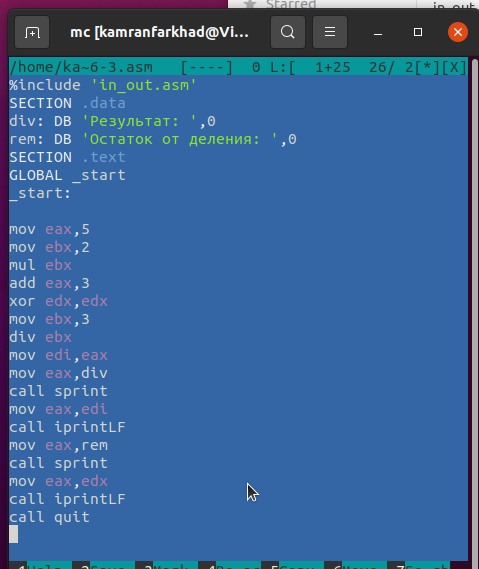 Starred
in_out
mc [kamranfarkhad@Vi...
/home/ka~6-3.asm [----] 0 L:[ 1+25 26/ 2[*][X]
%include 'in_out.asm'
SECTION .data
div: DB 'Результат: ',0
rem: DB 'Остаток от деления: ',0
SECTION .text
GLOBAL _start
_start:
mov eax,5
mov ebx,2
mul ebx
add eax,3
xor edx,edx
mov ebx,3
div ebx
mov edi,eax
mov eax,div
call sprint
mov eax,edi
call iprintLF
mov eax,rem
call sprint
mov eax,edx
call iprintLF
call quit